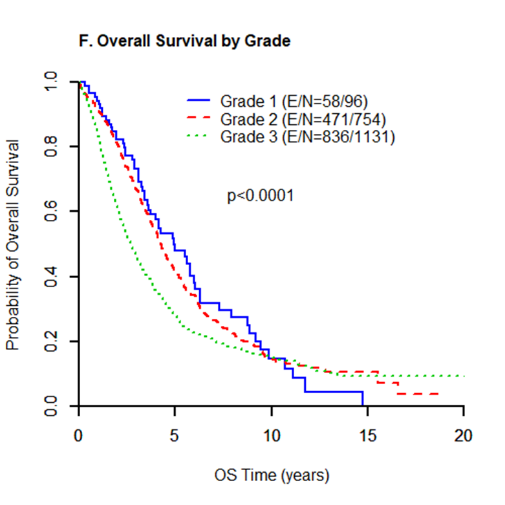 F. Overall Survival by Grade
Grade 1 (E/N=58/96)
Grade 2 (E/N=471/754)
Grade 3 (E/N=836/1131)
p<0.0001
Probability of Overall Survival
1.0
0.8
0.6
0.4
0.2
0.0
0 5 10 15 20
OS Time (years)